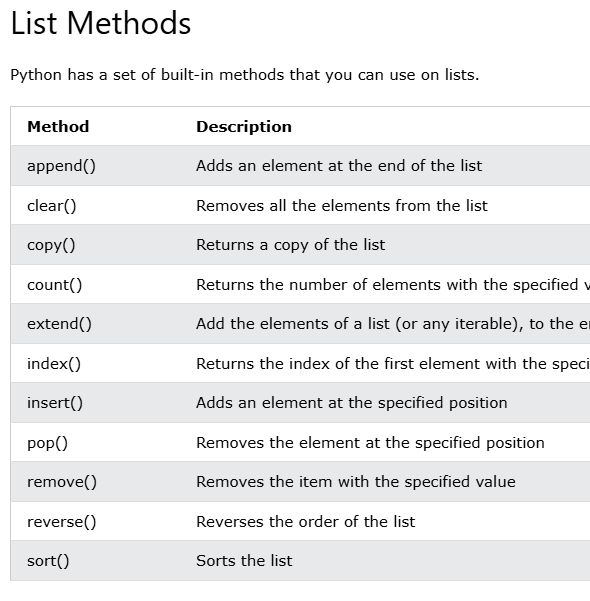 List Methods
Python has a set of built-in methods that you can use on lists.
Method Description
append() Adds an element at the end of the list
clear() Removes all the elements from the list
copy() Returns a copy of the list
count() Returns the number of elements with the specified
extend() Add the elements of a list (or any iterable), to the
index() Returns the index of the first element with the
insert() Adds an element at the specified position
pop() Removes the element at the specified position
remove() Removes the item with the specified value
reverse() Reverses the order of the list
sort() Sorts the list